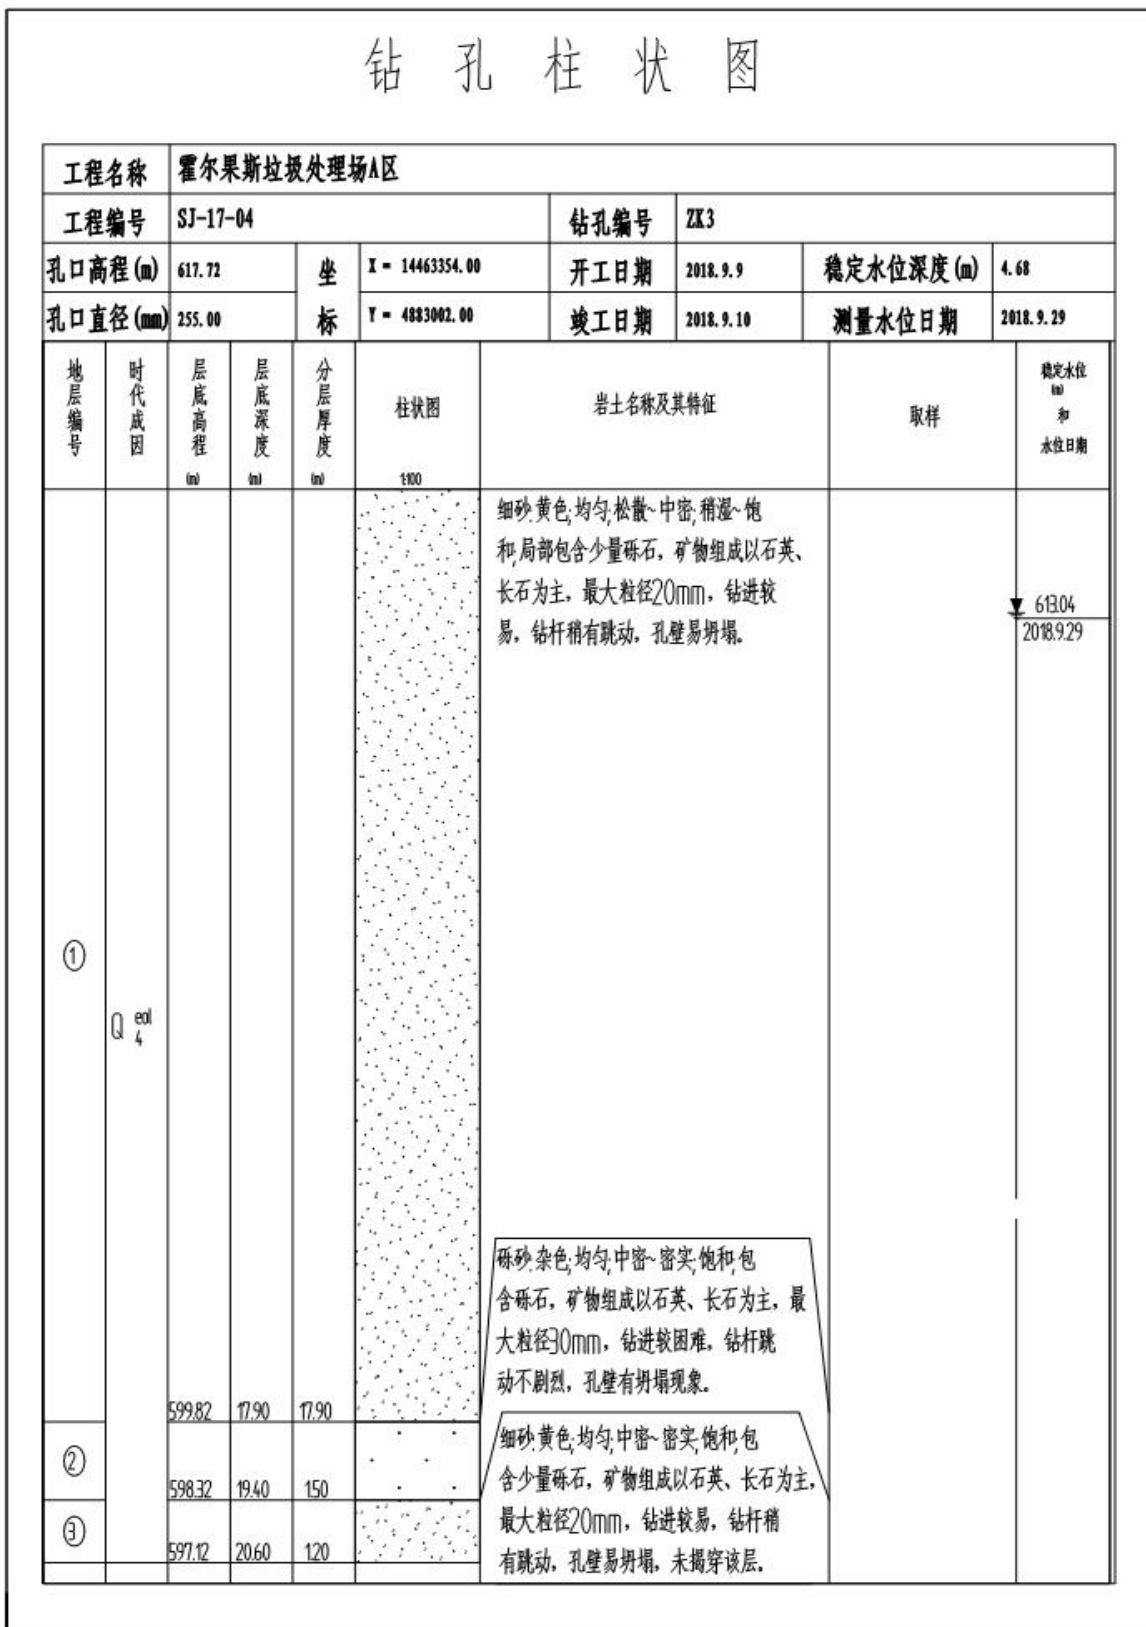 钻孔柱状图
工程名称 霍尔果斯垃圾处理场A区
工程编号 SJ-17-04 钻孔编号 ZK3
孔口高程(m) 617.72 坐标 X = 14463354.00 开工日期 2018.9.9 稳定水位深度(m) 4.68
孔口直径(mm) 255.00 Y = 4883002.00 竣工日期 2018.9.10 测量水位日期 2018.9.29
地层编号 时代成因 层底高程(m) 层底深度(m) 分层厚度(m) 柱状图 1:100 岩土名称及其特征 取样 稳定水位(m)和水位日期
细砂:黄色;均匀;松散~中密;稍湿~饱
和,局部包含少量砾石，矿物组成以石英、
长石为主，最大粒径20mm，钻进较
易，钻杆稍有跳动，孔壁易坍塌。
613.04
2018.9.29
①
Q eol 4
砾砂:杂色;均匀;中密~密实;饱和,包
含砾石，矿物组成以石英、长石为主，最
大粒径30mm，钻进较困难，钻杆跳
动不剧烈，孔壁有坍塌现象。
599.82 17.90 17.90
细砂:黄色;均匀;中密~密实;饱和,包
含少量砾石，矿物组成以石英、长石为主，
最大粒径20mm，钻进较易，钻杆稍
有跳动，孔壁易坍塌，未揭穿该层。
②
598.32 19.40 1.50
③
597.12 20.60 1.20